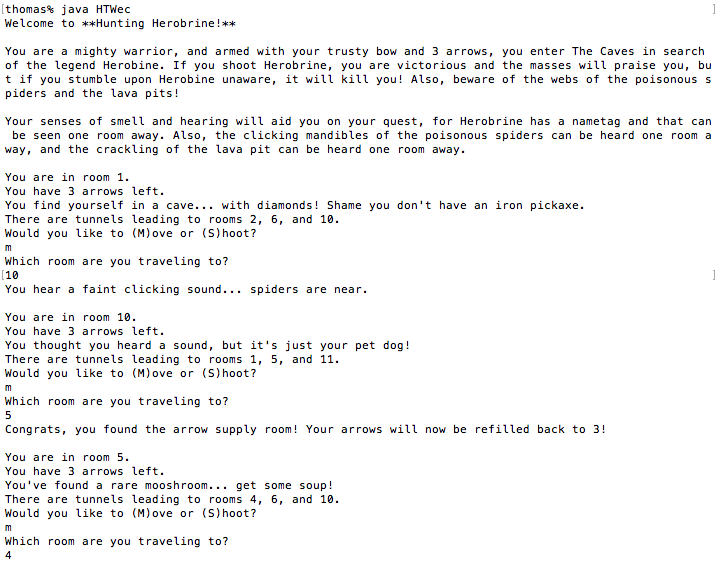 [thomas% java HTWec ]
Welcome to **Hunting Herobrine!**

You are a mighty warrior, and armed with your trusty bow and 3 arrows, you enter The Caves in search
of the legend Herobine. If you shoot Herobrine, you are victorious and the masses will praise you, bu
t if you stumble upon Herobine unaware, it will kill you! Also, beware of the webs of the poisonous s
piders and the lava pits!

Your senses of smell and hearing will aid you on your quest, for Herobrine has a nametag and that can
 be seen one room away. Also, the clicking mandibles of the poisonous spiders can be heard one room a
way, and the crackling of the lava pit can be heard one room away.

You are in room 1.
You have 3 arrows left.
You find yourself in a cave... with diamonds! Shame you don't have an iron pickaxe.
There are tunnels leading to rooms 2, 6, and 10.
Would you like to (M)ove or (S)hoot?
m
Which room are you traveling to?
[10 ]
You hear a faint clicking sound... spiders are near.

You are in room 10.
You have 3 arrows left.
You thought you heard a sound, but it's just your pet dog!
There are tunnels leading to rooms 1, 5, and 11.
Would you like to (M)ove or (S)hoot?
m
Which room are you traveling to?
5
Congrats, you found the arrow supply room! Your arrows will now be refilled back to 3!

You are in room 5.
You have 3 arrows left.
You've found a rare mooshroom... get some soup!
There are tunnels leading to rooms 4, 6, and 10.
Would you like to (M)ove or (S)hoot?
m
Which room are you traveling to?
4